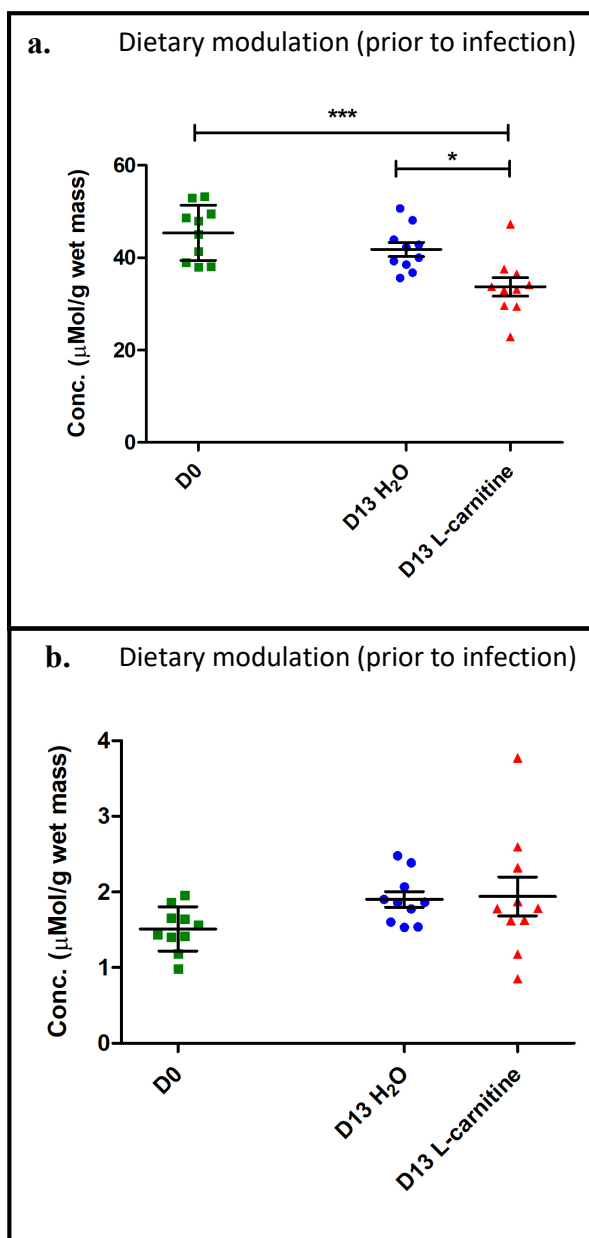 a. Dietary modulation (prior to infection)
***
*
60
40
20
0
Conc. (µMol/g wet mass)
D0
D13 H₂O
D13 L-carnitine
b. Dietary modulation (prior to infection)
4
3
2
1
0
Conc. (µMol/g wet mass)
D0
D13 H₂O
D13 L-carnitine